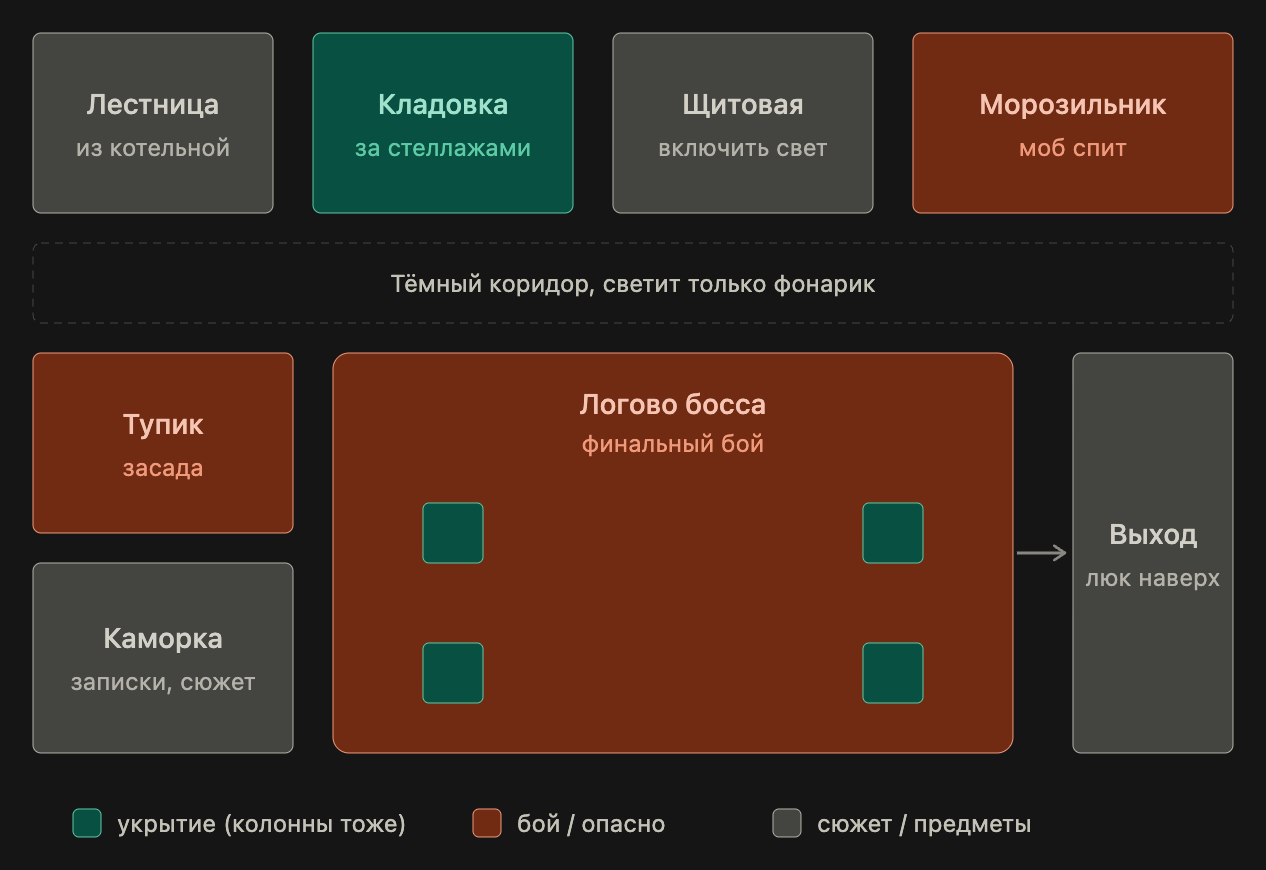 Лестница
из котельной
Кладовка
за стеллажами
Щитовая
включить свет
Морозильник
моб спит
Тёмный коридор, светит только фонарик
Тупик
засада
Логово босса
финальный бой
Каморка
записки, сюжет
Выход
люк наверх
укрытие (колонны тоже)
бой / опасно
сюжет / предметы